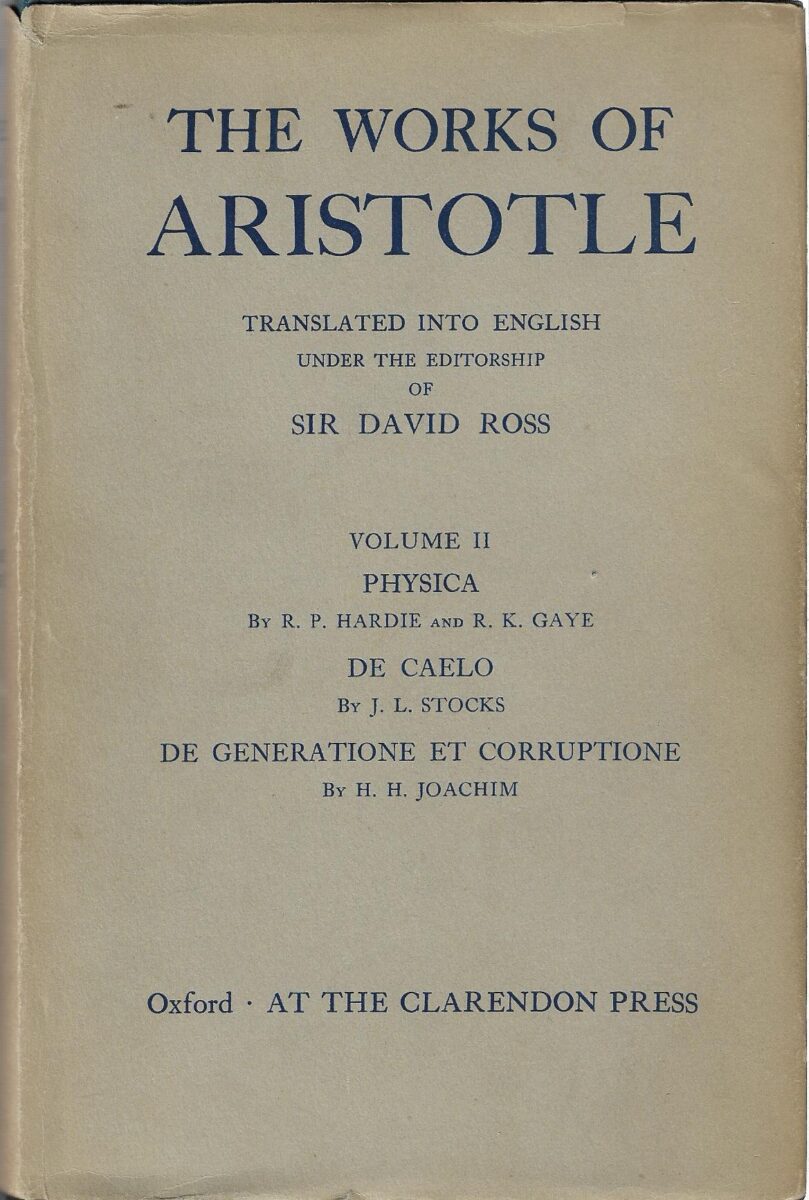 THE WORKS OF
ARISTOTLE
TRANSLATED INTO ENGLISH
UNDER THE EDITORSHIP
OF
SIR DAVID ROSS
VOLUME II
PHYSICA
By R. P. HARDIE AND R. K. GAYE
DE CAELO
By J. L. STOCKS
DE GENERATIONE ET CORRUPTIONE
By H. H. JOACHIM
Oxford · AT THE CLARENDON PRESS